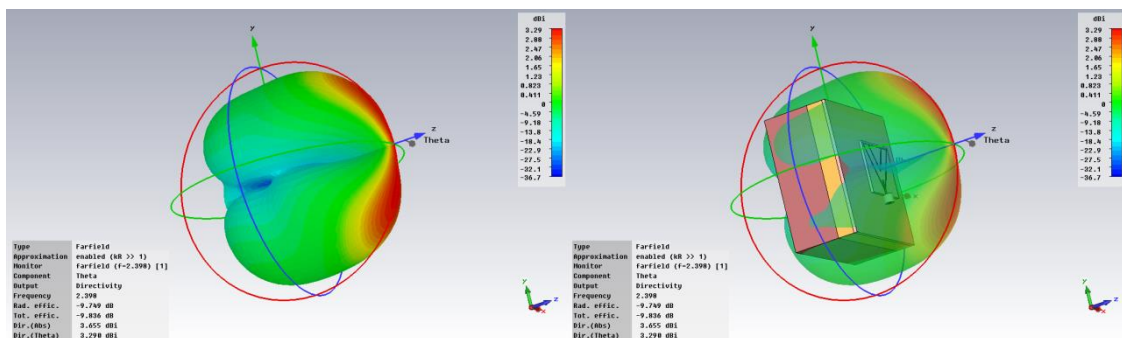 y
z
Theta
dBi
3.29
2.88
2.47
2.06
1.65
1.23
0.823
0.411
0
-4.59
-9.18
-13.8
-18.4
-22.9
-27.5
-32.1
-36.7
Type Farfield
Approximation enabled (kR >> 1)
Monitor Farfield (f=2.398) [1]
Component Theta
Output Directivity
Frequency 2.398
Rad. effic. -9.749 dB
Tot. effic. -9.836 dB
Dir.(Abs) 3.655 dBi
Dir.(Theta) 3.290 dBi
y
z
x
y
z
Theta
x
dBi
3.29
2.88
2.47
2.06
1.65
1.23
0.823
0.411
0
-4.59
-9.18
-13.8
-18.4
-22.9
-27.5
-32.1
-36.7
Type Farfield
Approximation enabled (kR >> 1)
Monitor Farfield (f=2.398) [1]
Component Theta
Output Directivity
Frequency 2.398
Rad. effic. -9.749 dB
Tot. effic. -9.836 dB
Dir.(Abs) 3.655 dBi
Dir.(Theta) 3.290 dBi
y
z
x